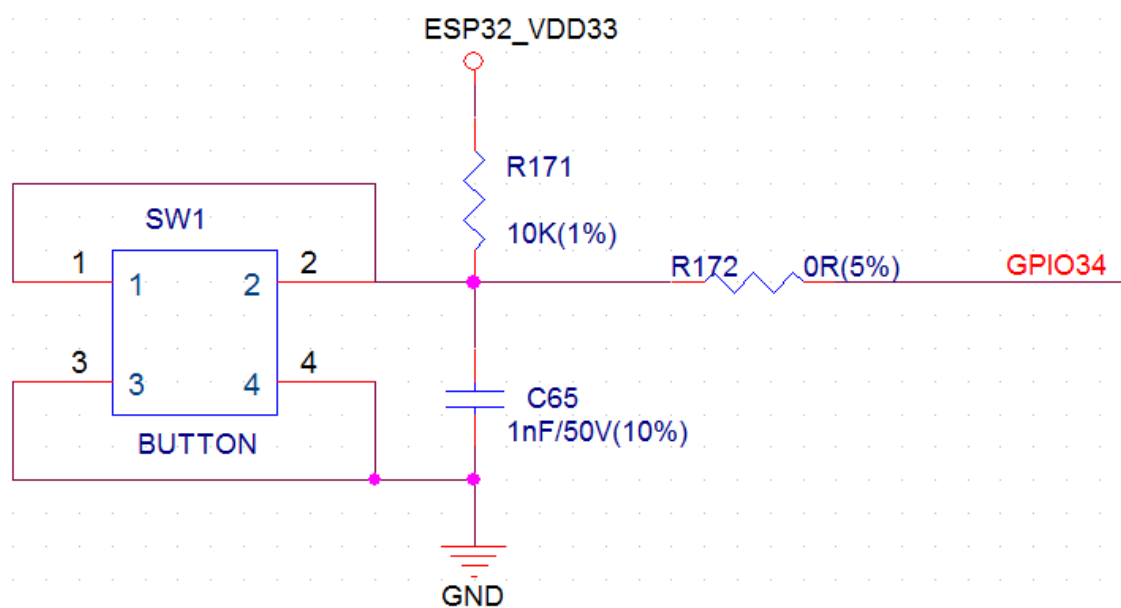 ESP32_VDD33
R171
10K(1%)
SW1
1
1
2
2
R172
0R(5%)
GPIO34
3
3
4
4
BUTTON
C65
1nF/50V(10%)
GND